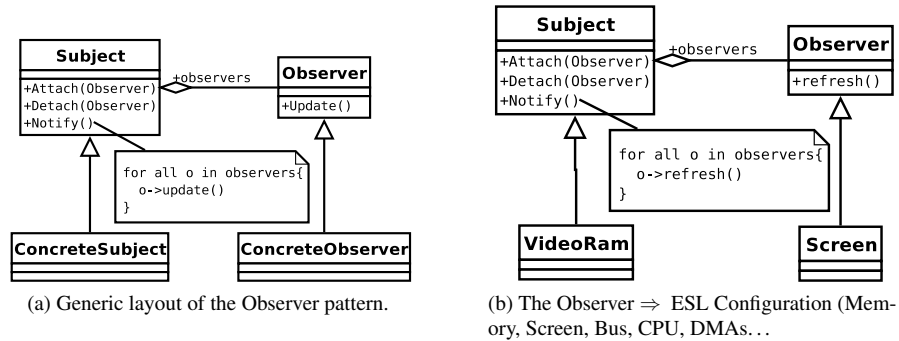 Subject
+Attach(Observer)
+Detach(Observer)
+Notify()
+observers
Observer
+Update()
for all o in observers{
o->update()
}
ConcreteSubject
ConcreteObserver
(a) Generic layout of the Observer pattern.
Subject
+Attach(Observer)
+Detach(Observer)
+Notify()
+observers
Observer
+refresh()
for all o in observers{
o->refresh()
}
VideoRam
Screen
(b) The Observer ⇒ ESL Configuration (Mem-
ory, Screen, Bus, CPU, DMAs...